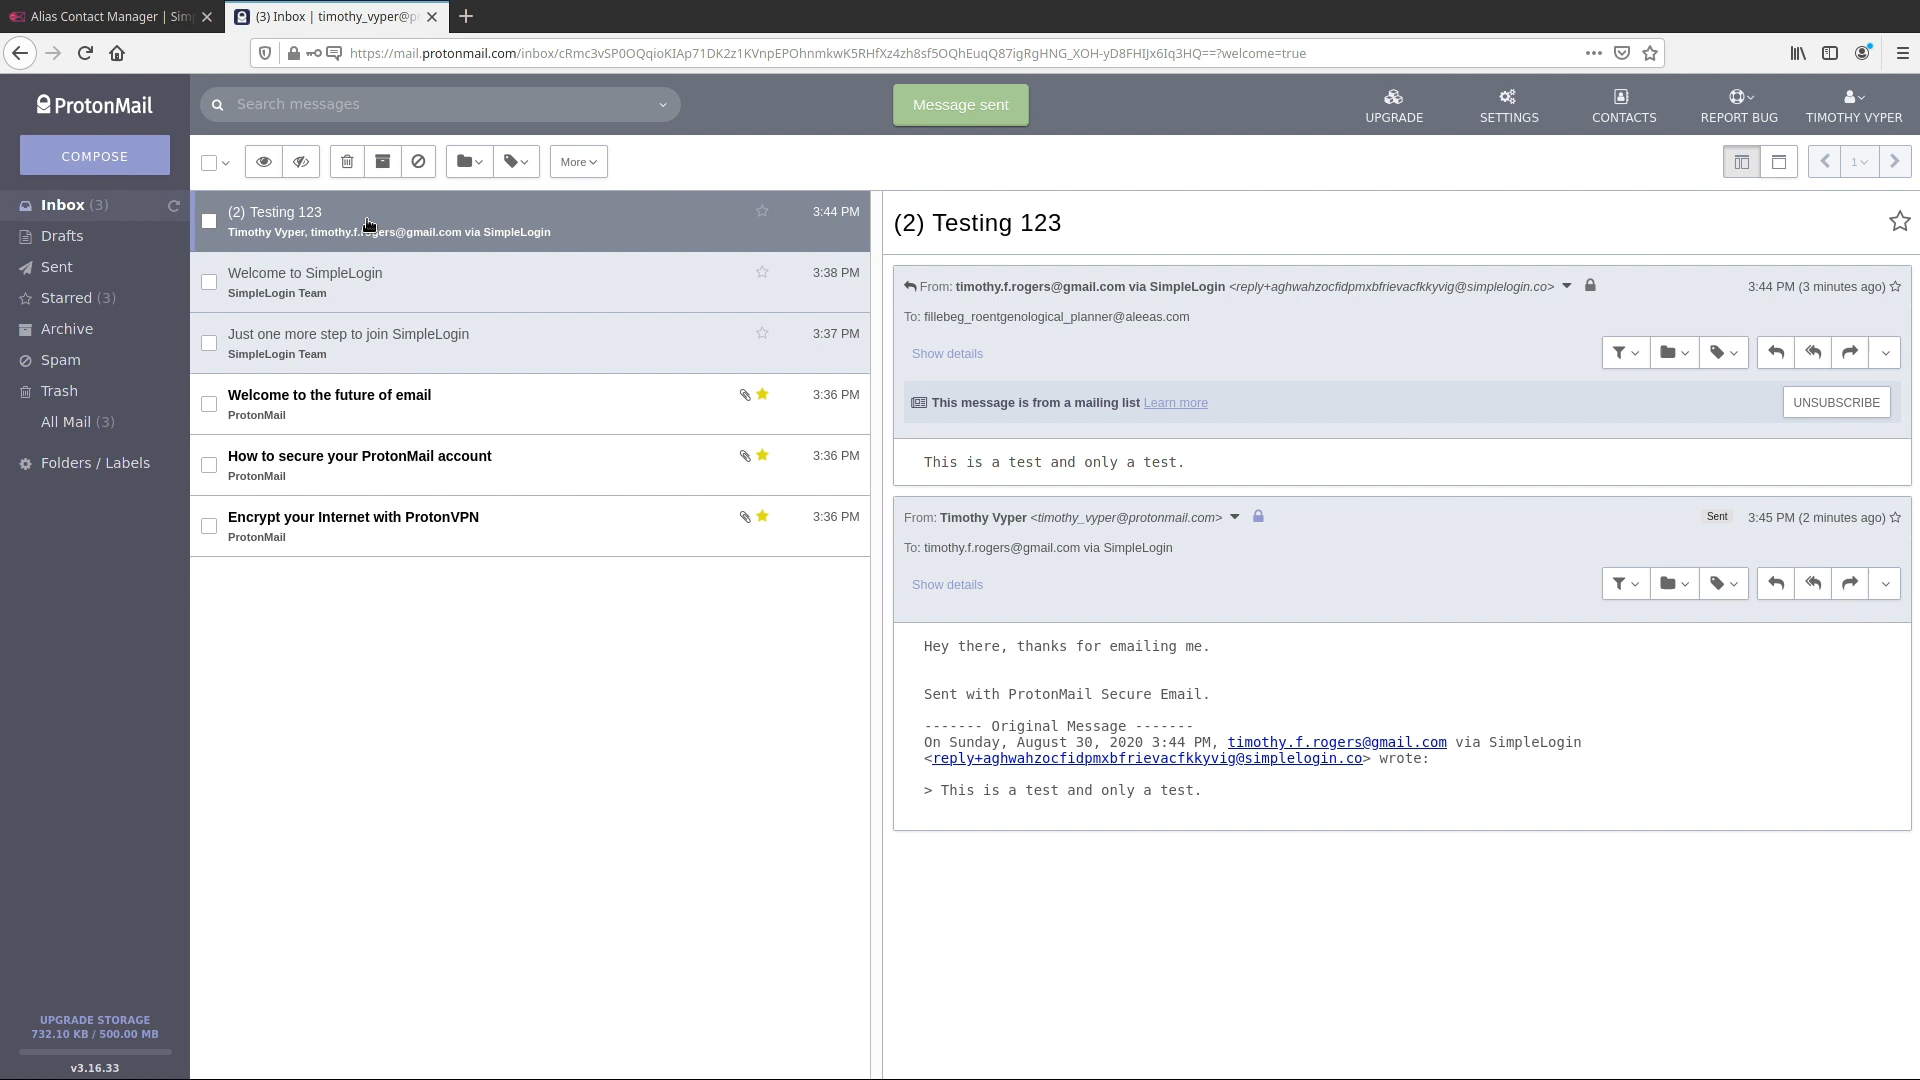 Alias Contact Manager | Sim
(3) Inbox | timothy_vyper@p
https://mail.protonmail.com/inbox/cRmc3vSP0OQqioKIAp71DK2z1KVnpEPOhnmkwK5RHfXz4zh8sf5OQhEuqQ87igRgHNG_XOH-yD8FHIJx6Iq3HQ==?welcome=true
ProtonMail
Search messages
Message sent
UPGRADE
SETTINGS
CONTACTS
REPORT BUG
TIMOTHY VYPER
COMPOSE
More
1
Inbox (3)
Drafts
Sent
Starred (3)
Archive
Spam
Trash
All Mail (3)
Folders / Labels
UPGRADE STORAGE
732.10 KB / 500.00 MB
v3.16.33
(2) Testing 123 3:44 PM
Timothy Vyper, timothy.f.rogers@gmail.com via SimpleLogin
Welcome to SimpleLogin 3:38 PM
SimpleLogin Team
Just one more step to join SimpleLogin 3:37 PM
SimpleLogin Team
Welcome to the future of email 3:36 PM
ProtonMail
How to secure your ProtonMail account 3:36 PM
ProtonMail
Encrypt your Internet with ProtonVPN 3:36 PM
ProtonMail
(2) Testing 123
From: timothy.f.rogers@gmail.com via SimpleLogin <reply+aghwahzocfidpmxbfrievacfkkyvig@simplelogin.co> 3:44 PM (3 minutes ago)
To: fillebeg_roentgenological_planner@aleeas.com
Show details
This message is from a mailing list Learn more
UNSUBSCRIBE
This is a test and only a test.
From: Timothy Vyper <timothy_vyper@protonmail.com> Sent 3:45 PM (2 minutes ago)
To: timothy.f.rogers@gmail.com via SimpleLogin
Show details
Hey there, thanks for emailing me.
Sent with ProtonMail Secure Email.
------- Original Message -------
On Sunday, August 30, 2020 3:44 PM, timothy.f.rogers@gmail.com via SimpleLogin
<reply+aghwahzocfidpmxbfrievacfkkyvig@simplelogin.co> wrote:
> This is a test and only a test.